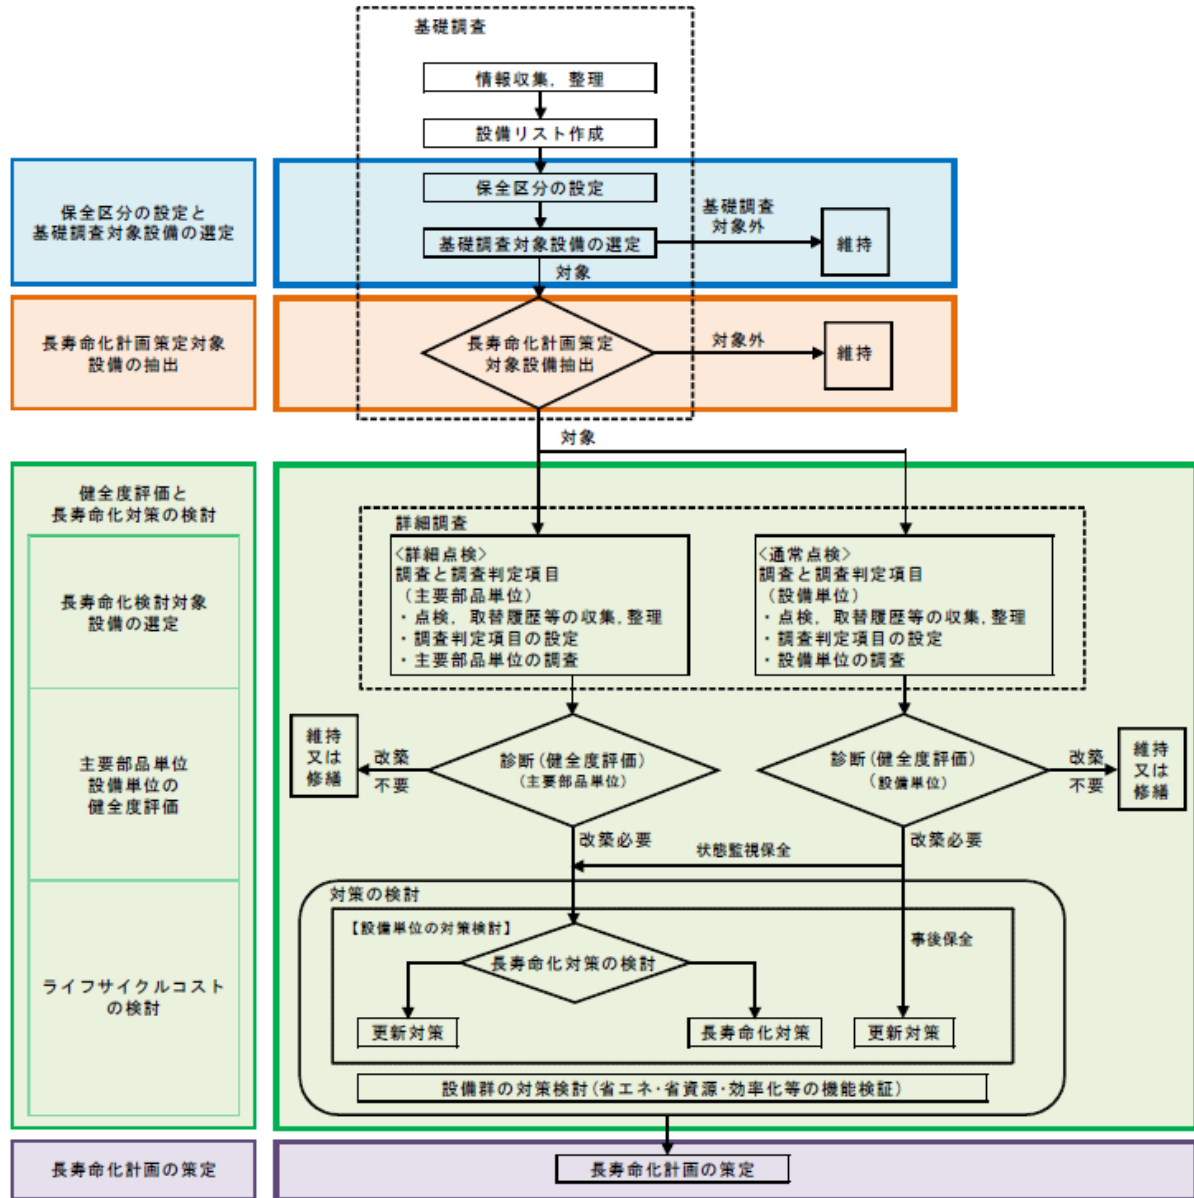 基礎調査
情報収集，整理
設備リスト作成
保全区分の設定と
基礎調査対象設備の選定
保全区分の設定
基礎調査対象設備の選定
基礎調査
対象外
維持
対象
長寿命化計画策定対象
設備の抽出
長寿命化計画策定
対象設備抽出
対象外
維持
対象
健全度評価と
長寿命化対策の検討
長寿命化検討対象
設備の選定
主要部品単位
設備単位の
健全度評価
ライフサイクルコスト
の検討
詳細調査
<詳細点検>
調査と調査判定項目
（主要部品単位）
・点検，取替履歴等の収集,整理
・調査判定項目の設定
・主要部品単位の調査
<通常点検>
調査と調査判定項目
（設備単位）
・点検，取替履歴等の収集,整理
・調査判定項目の設定
・設備単位の調査
維持
又は
修繕
改築
不要
診断(健全度評価)
(主要部品単位)
診断(健全度評価)
(設備単位)
改築
不要
維持
又は
修繕
改築必要
状態監視保全
改築必要
対策の検討
【設備単位の対策検討】
長寿命化対策の検討
事後保全
更新対策
長寿命化対策
更新対策
設備群の対策検討(省エネ･省資源･効率化等の機能検証)
長寿命化計画の策定
長寿命化計画の策定